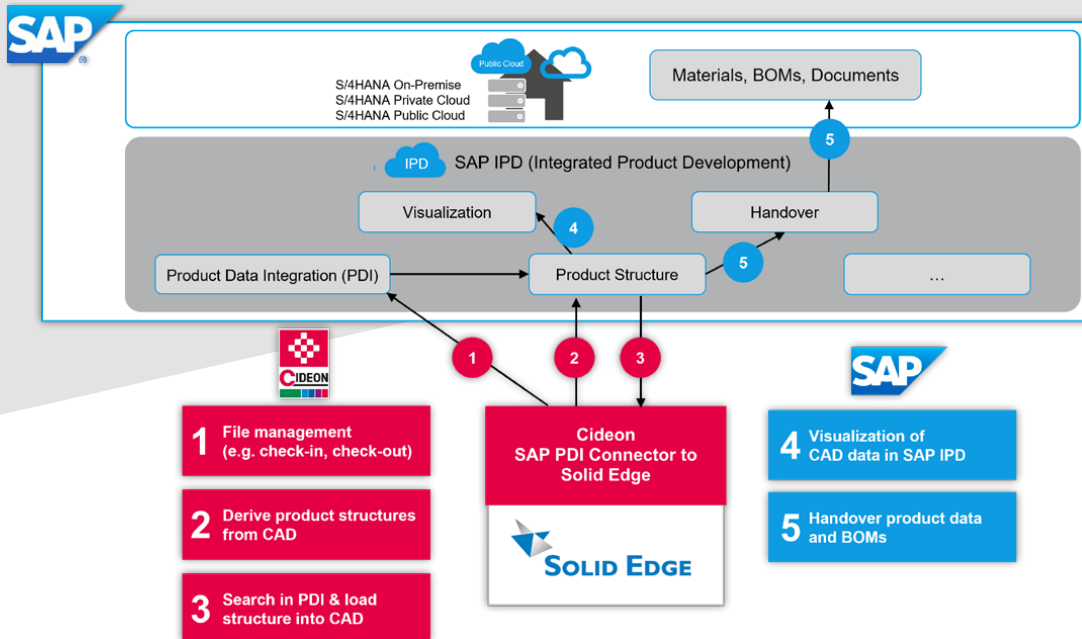 SAP
®
Public Cloud
S/4HANA On-Premise
S/4HANA Private Cloud
S/4HANA Public Cloud
Materials, BOMs, Documents
5
IPD
SAP IPD (Integrated Product Development)
Visualization
4
Handover
5
Product Data Integration (PDI)
Product Structure
...
1
2
3
CIDEON
SAP
1 File management
(e.g. check-in, check-out)
2 Derive product structures
from CAD
3 Search in PDI & load
structure into CAD
Cideon
SAP PDI Connector to
Solid Edge
SOLID EDGE
4 Visualization of
CAD data in SAP IPD
5 Handover product data
and BOMs